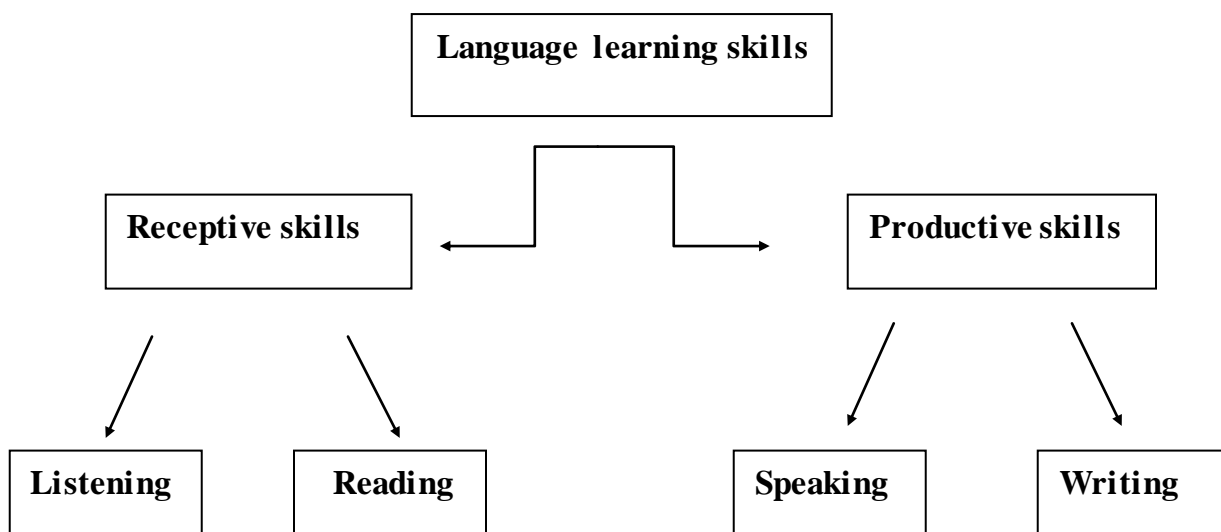 Language learning skills
Receptive skills
Productive skills
Listening
Reading
Speaking
Writing